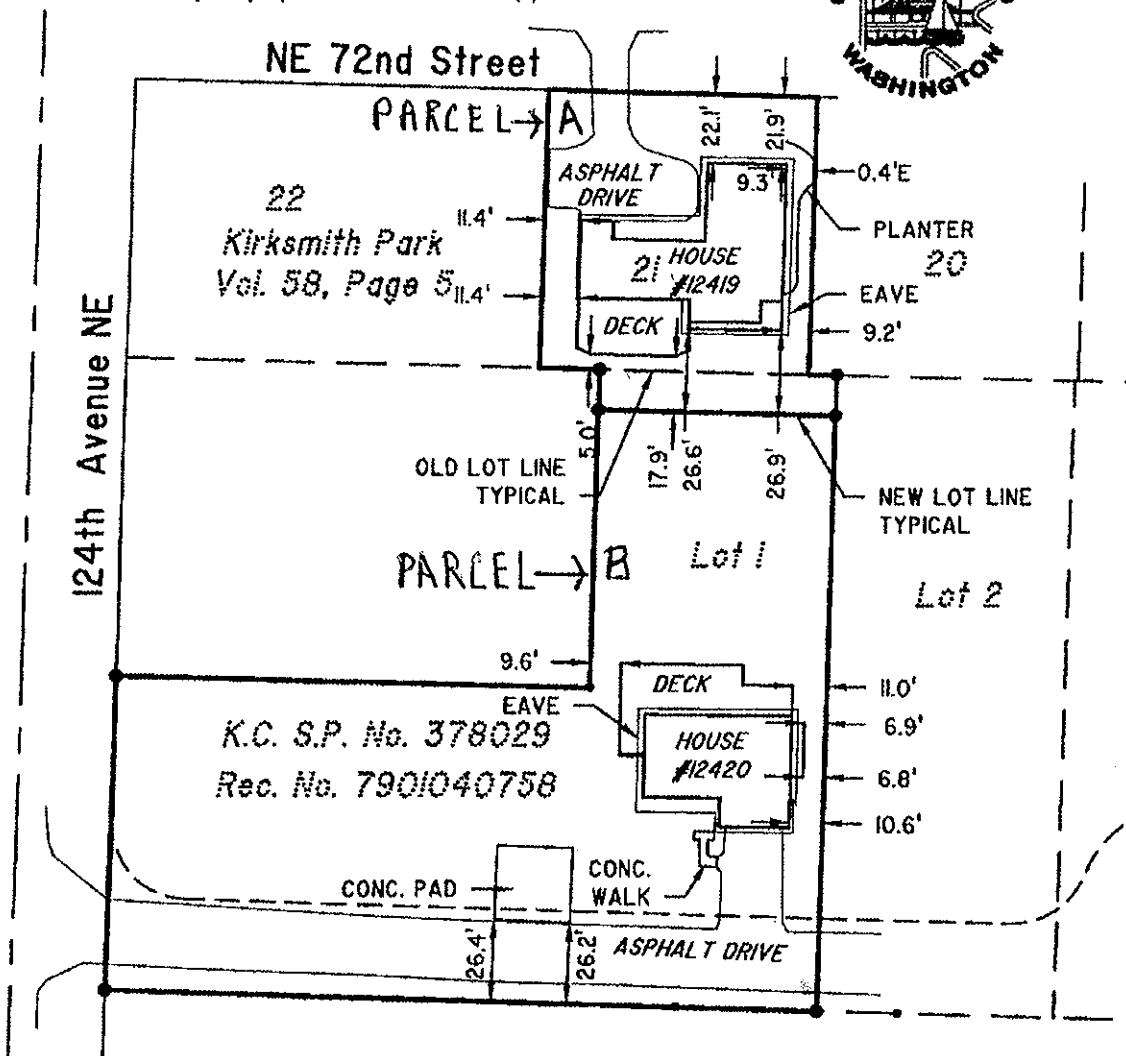 WASHINGTON
NE 72nd Street
PARCEL→ A
22.1'
21.9'
ASPHALT
DRIVE
9.3'
0.4'E
22
Kirksmith Park
Vol. 58, Page 5
11.4'
11.4'
PLANTER
20
21
HOUSE
#12419
EAVE
DECK
9.2'
124th Avenue NE
5.0'
17.9'
26.6'
26.9'
OLD LOT LINE
TYPICAL
NEW LOT LINE
TYPICAL
PARCEL→ B
Lot 1
Lot 2
9.6'
DECK
11.0'
EAVE
6.9'
K.C. S.P. No. 378029
Rec. No. 7901040758
HOUSE
#12420
6.8'
10.6'
CONC. PAD
CONC.
WALK
26.4'
26.2'
ASPHALT DRIVE